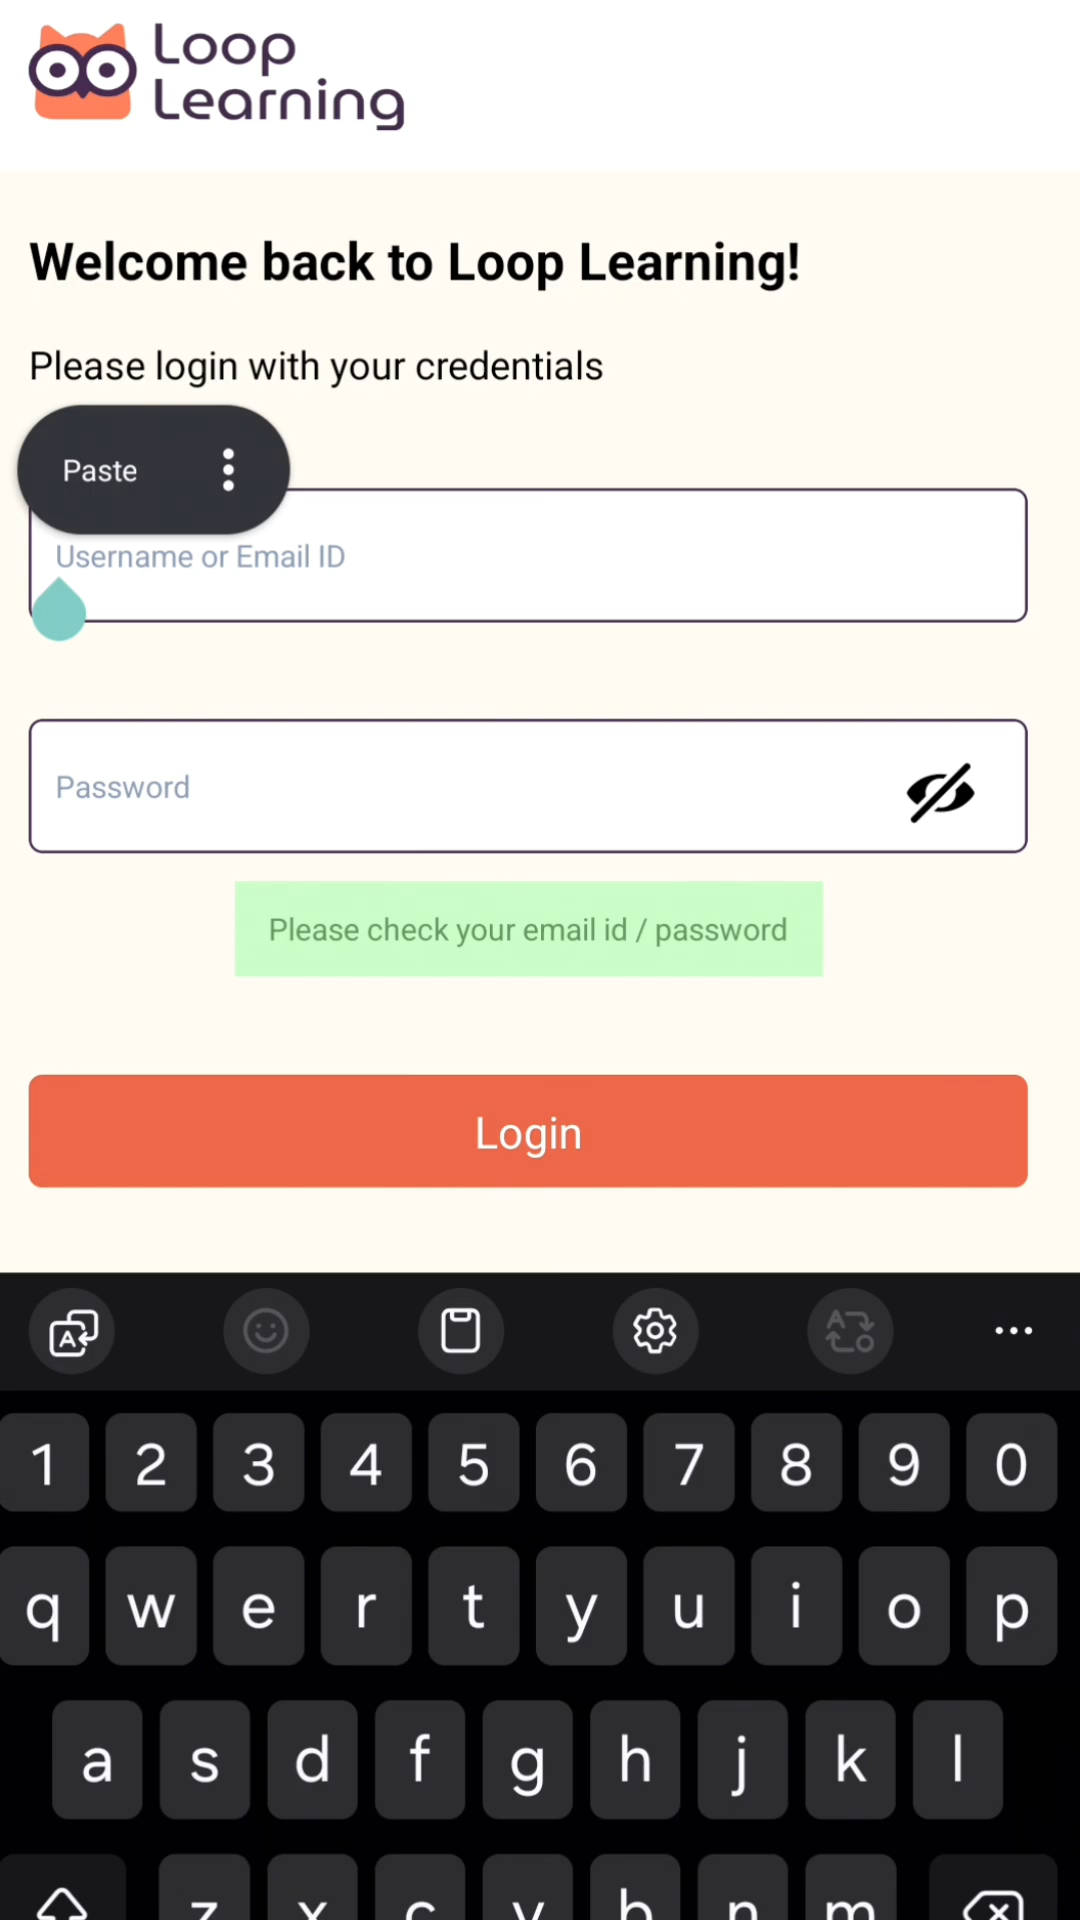 Loop
Learning
Welcome back to Loop Learning!
Please login with your credentials
Paste
Username or Email ID
Password
Please check your email id / password
Login
1 2 3 4 5 6 7 8 9 0
q w e r t y u i o p
a s d f g h j k l
z x c v b n m